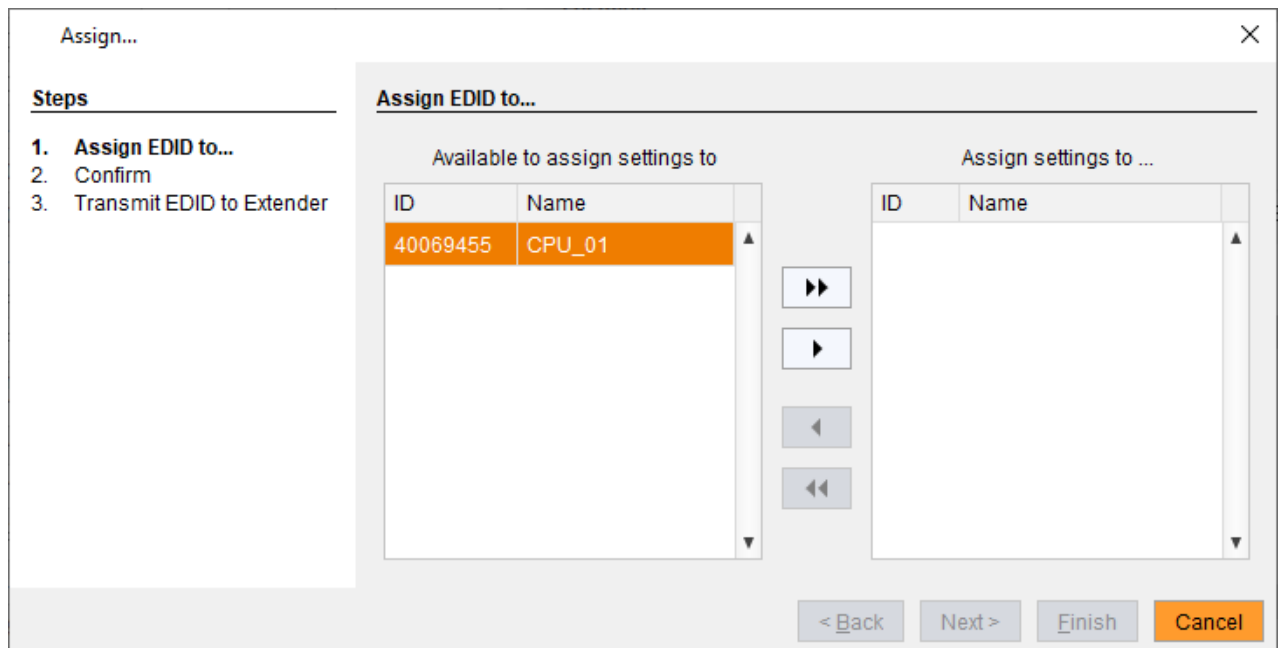 Assign...
Steps
1. Assign EDID to...
2. Confirm
3. Transmit EDID to Extender
Assign EDID to...
Available to assign settings to
ID Name
40069455 CPU_01
Assign settings to ...
ID Name
< Back Next > Finish Cancel